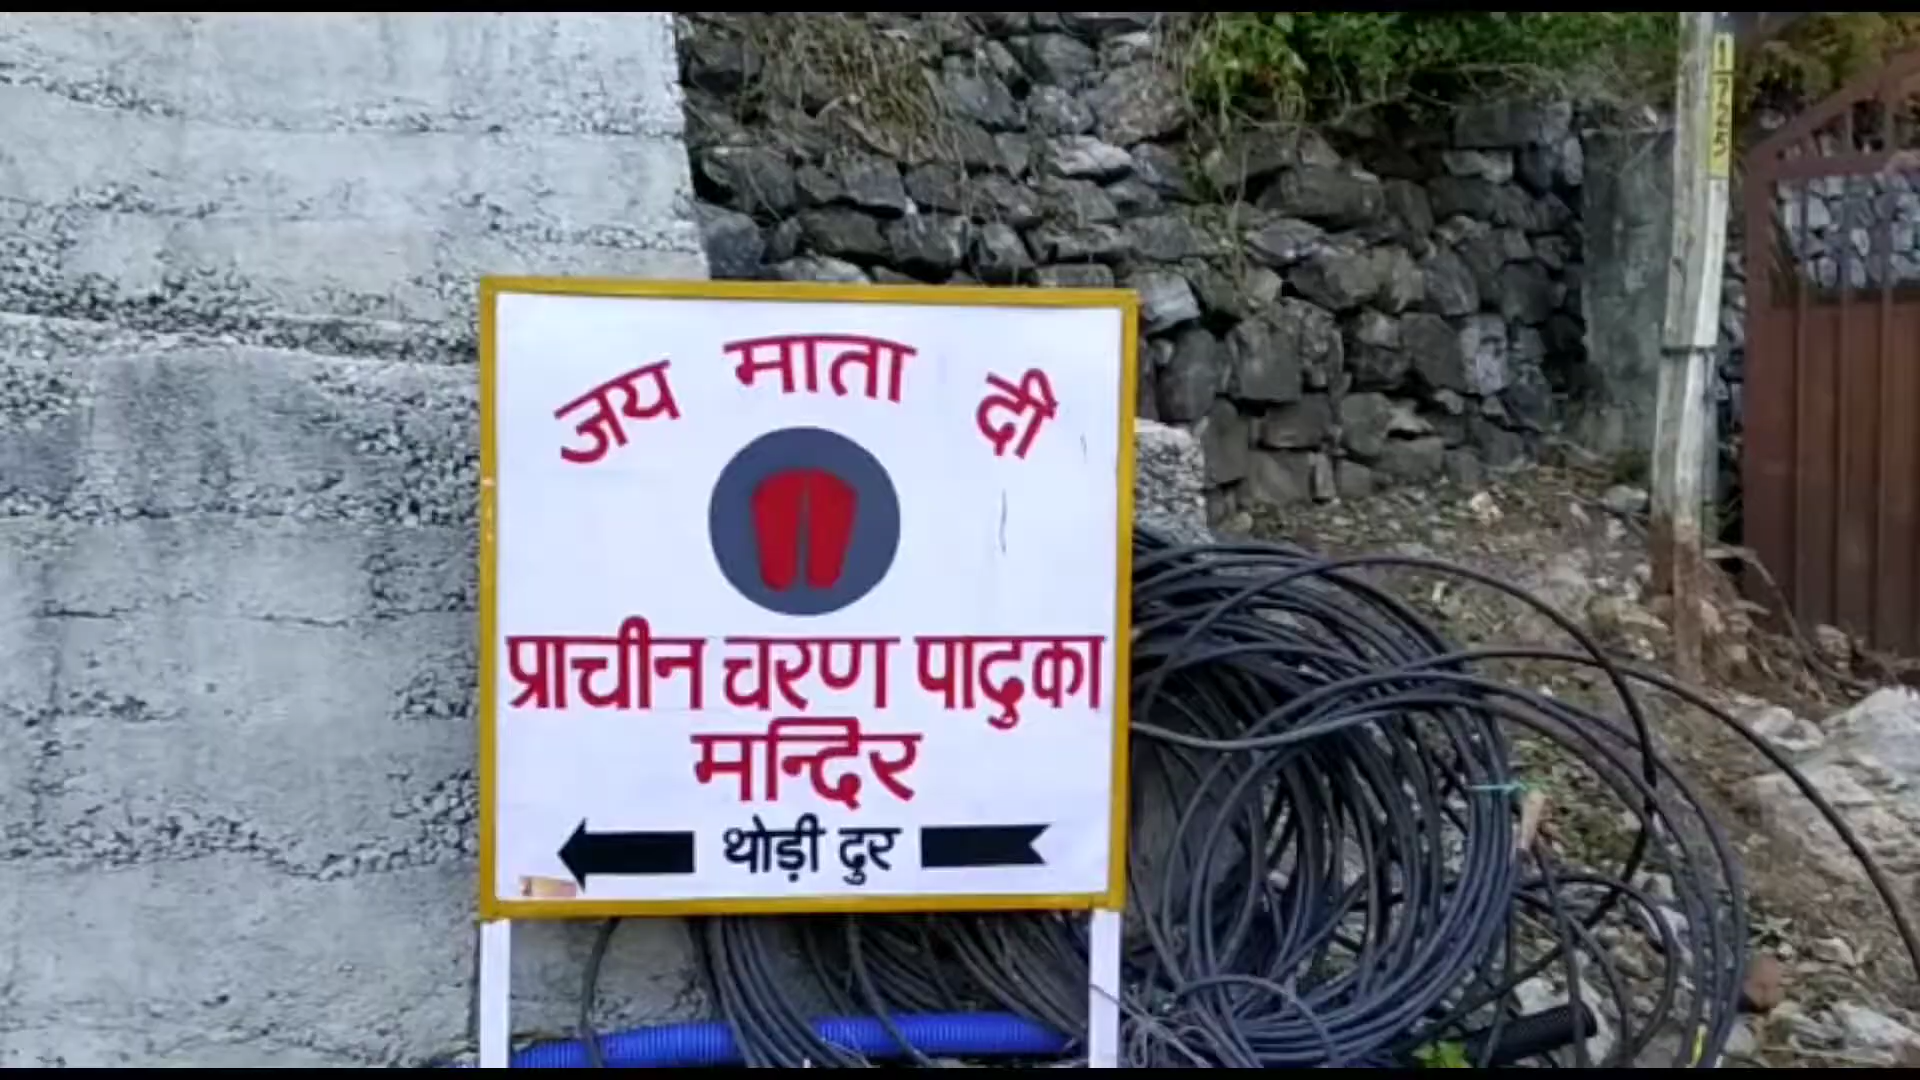 जय माता दी
प्राचीन चरण पादुका
मन्दिर
थोड़ी दुर